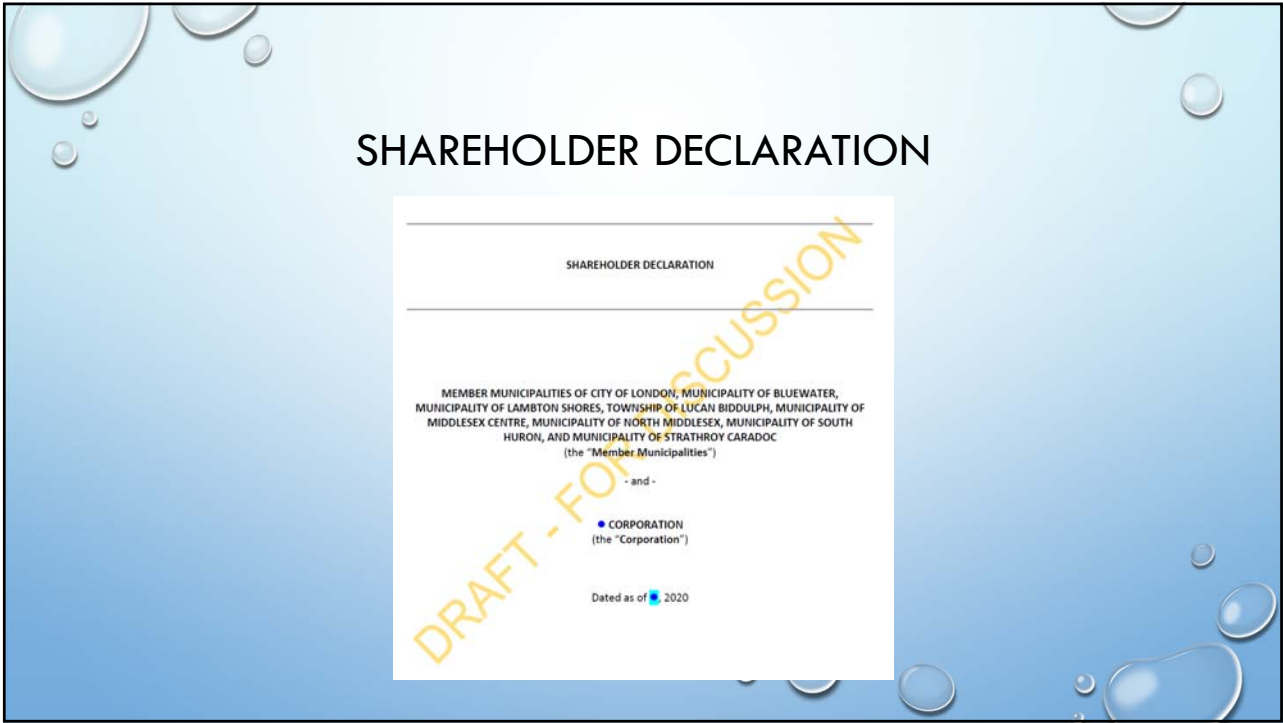 SHAREHOLDER DECLARATION
SHAREHOLDER DECLARATION
MEMBER MUNICIPALITIES OF CITY OF LONDON, MUNICIPALITY OF BLUEWATER,
MUNICIPALITY OF LAMBTON SHORES, TOWNSHIP OF LUCAN BIDDULPH, MUNICIPALITY OF
MIDDLESEX CENTRE, MUNICIPALITY OF NORTH MIDDLESEX, MUNICIPALITY OF SOUTH
HURON, AND MUNICIPALITY OF STRATHROY CARADOC
(the "Member Municipalities")
- and -
● CORPORATION
(the "Corporation")
Dated as of ●, 2020
DRAFT - FOR DISCUSSION